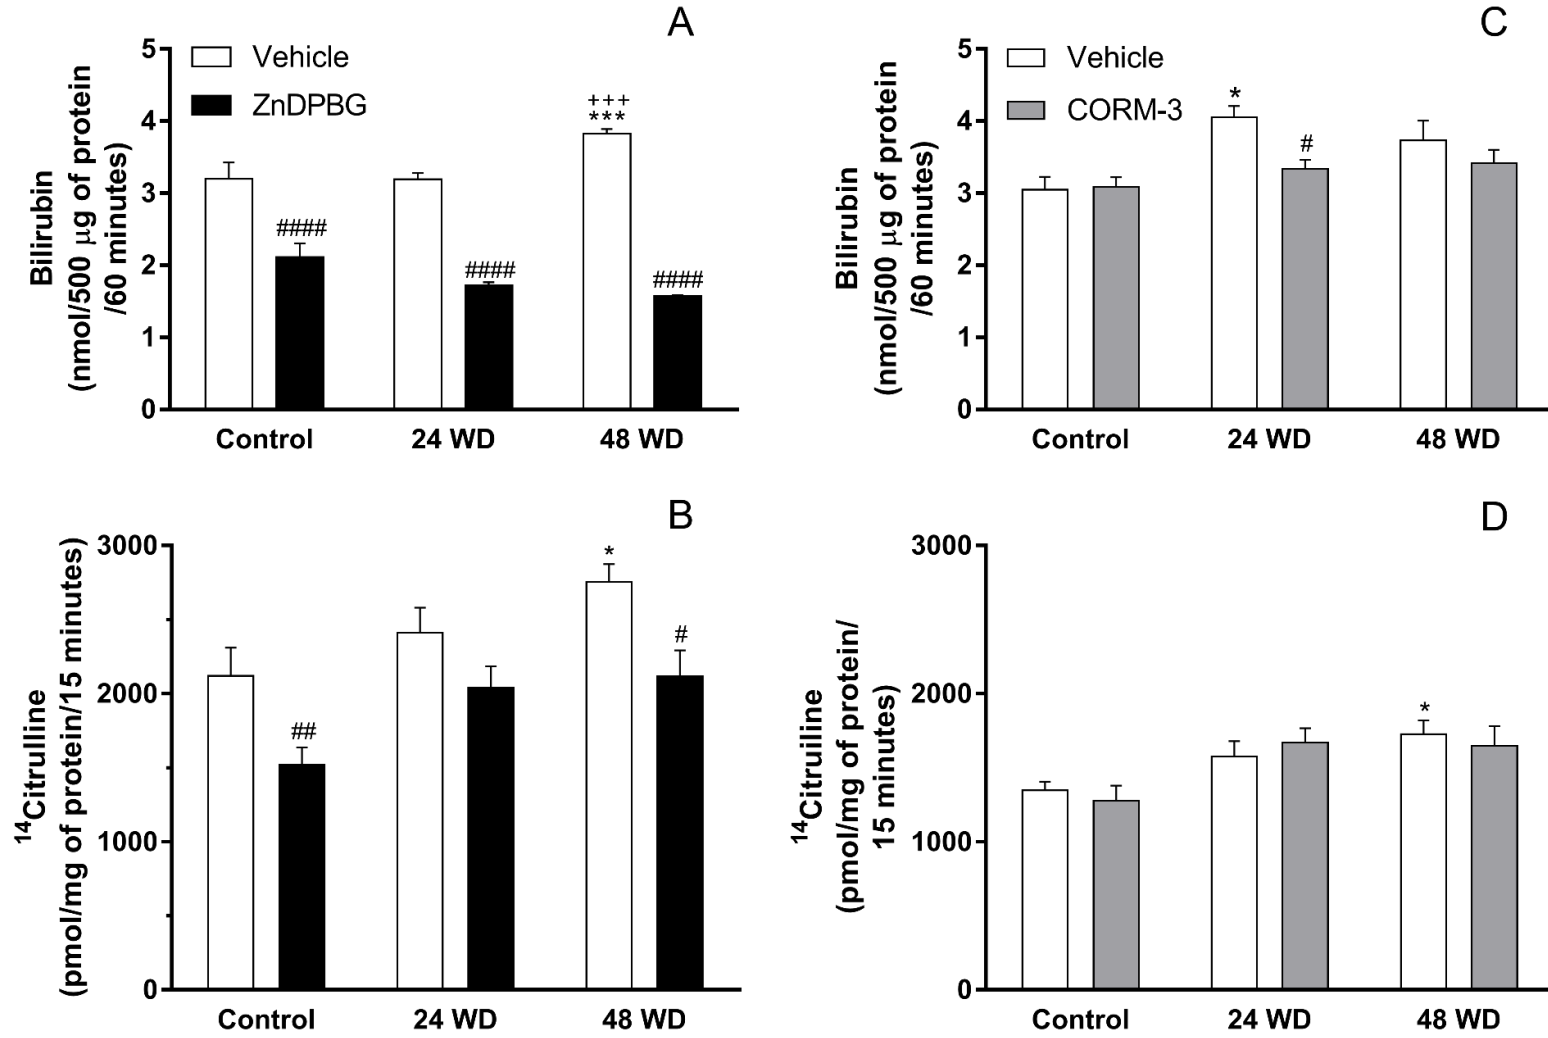 A
Bilirubin
(nmol/500 µg of protein
/60 minutes)
5
4
3
2
1
0
Vehicle
ZnDPBG
####
####
+++
***
####
Control
24 WD
48 WD
C
Bilirubin
(nmol/500 µg of protein
/60 minutes)
5
4
3
2
1
0
Vehicle
CORM-3
*
#
Control
24 WD
48 WD
B
¹⁴Citrulline
(pmol/mg of protein/15 minutes)
3000
2000
1000
0
##
*
#
Control
24 WD
48 WD
D
¹⁴Citrulline
(pmol/mg of protein/
15 minutes)
3000
2000
1000
0
*
Control
24 WD
48 WD